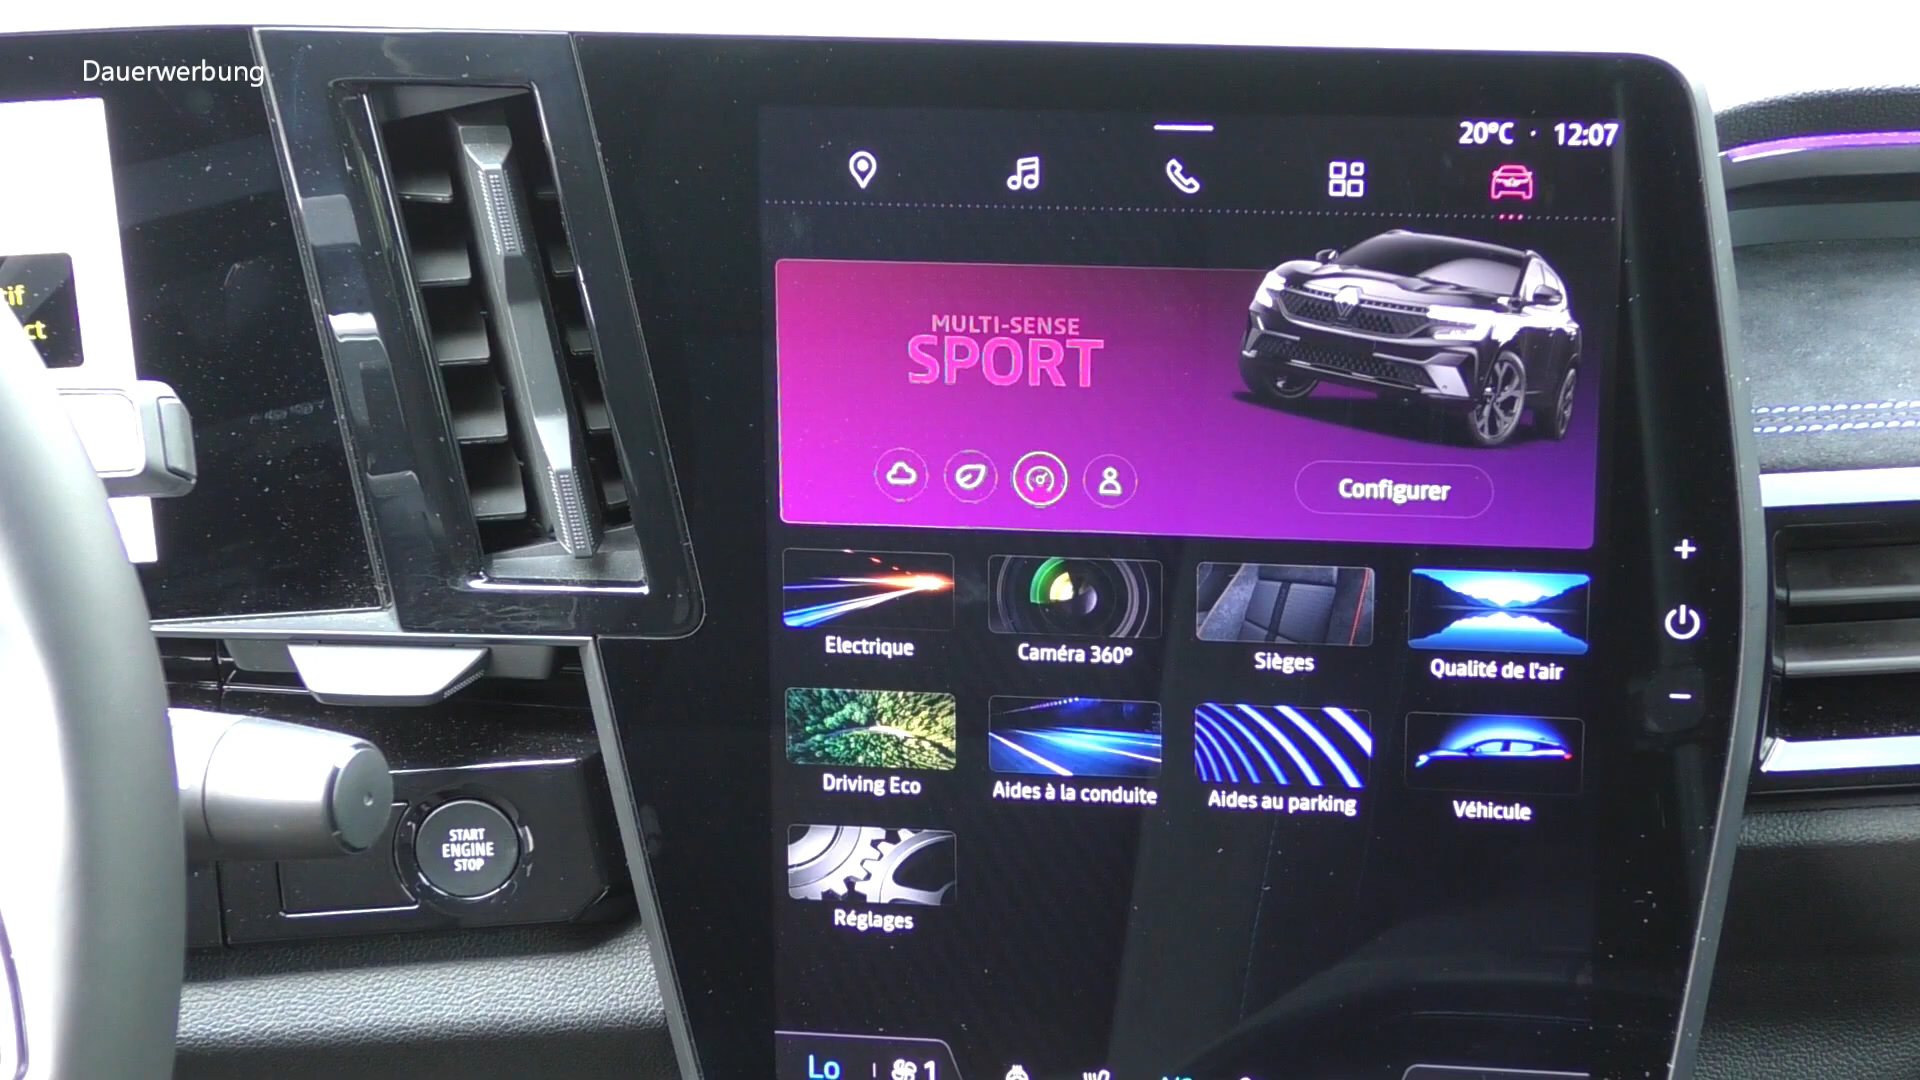 Dauerwerbung
20°C · 12:07
MULTI-SENSE
SPORT
Configurer
Electrique
Caméra 360°
Sièges
Qualité de l'air
Driving Eco
Aides à la conduite
Aides au parking
Véhicule
Réglages
START
ENGINE
STOP
Lo
1